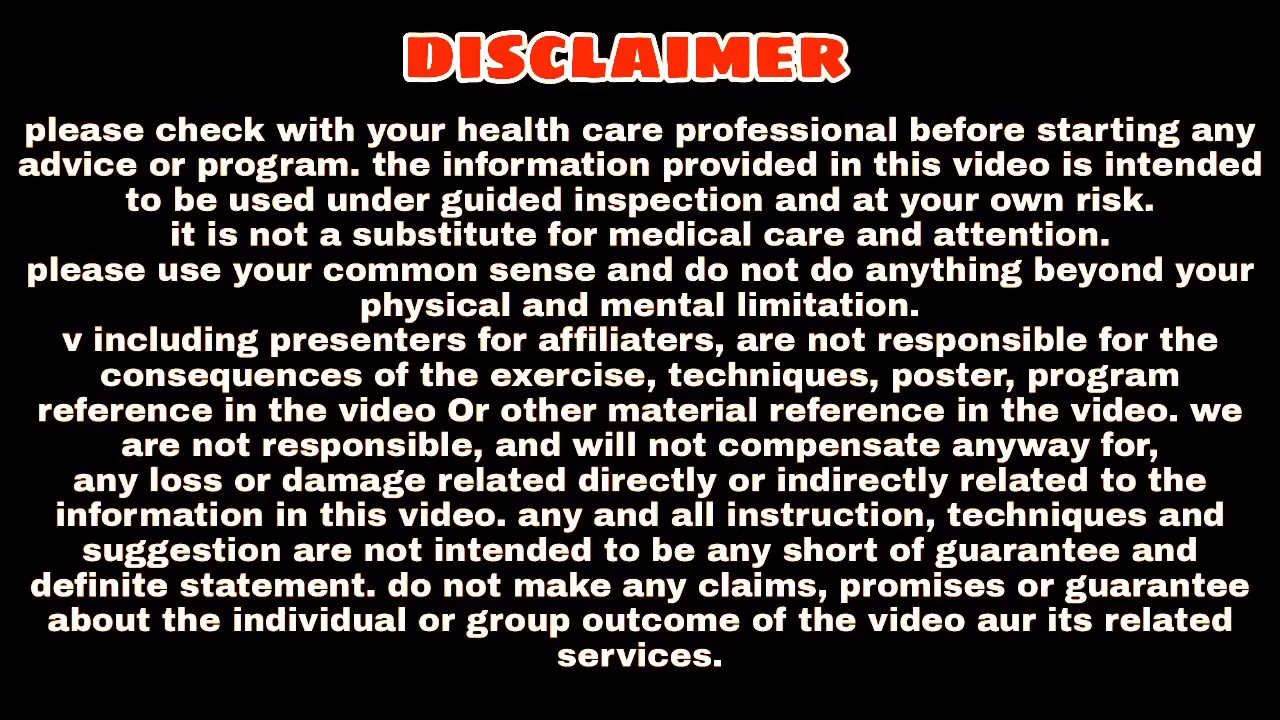 DISCLAIMER
please check with your health care professional before starting any
advice or program. the information provided in this video is intended
to be used under guided inspection and at your own risk.
it is not a substitute for medical care and attention.
please use your common sense and do not do anything beyond your
physical and mental limitation.
v including presenters for affiliaters, are not responsible for the
consequences of the exercise, techniques, poster, program
reference in the video Or other material reference in the video. we
are not responsible, and will not compensate anyway for,
any loss or damage related directly or indirectly related to the
information in this video. any and all instruction, techniques and
suggestion are not intended to be any short of guarantee and
definite statement. do not make any claims, promises or guarantee
about the individual or group outcome of the video aur its related
services.